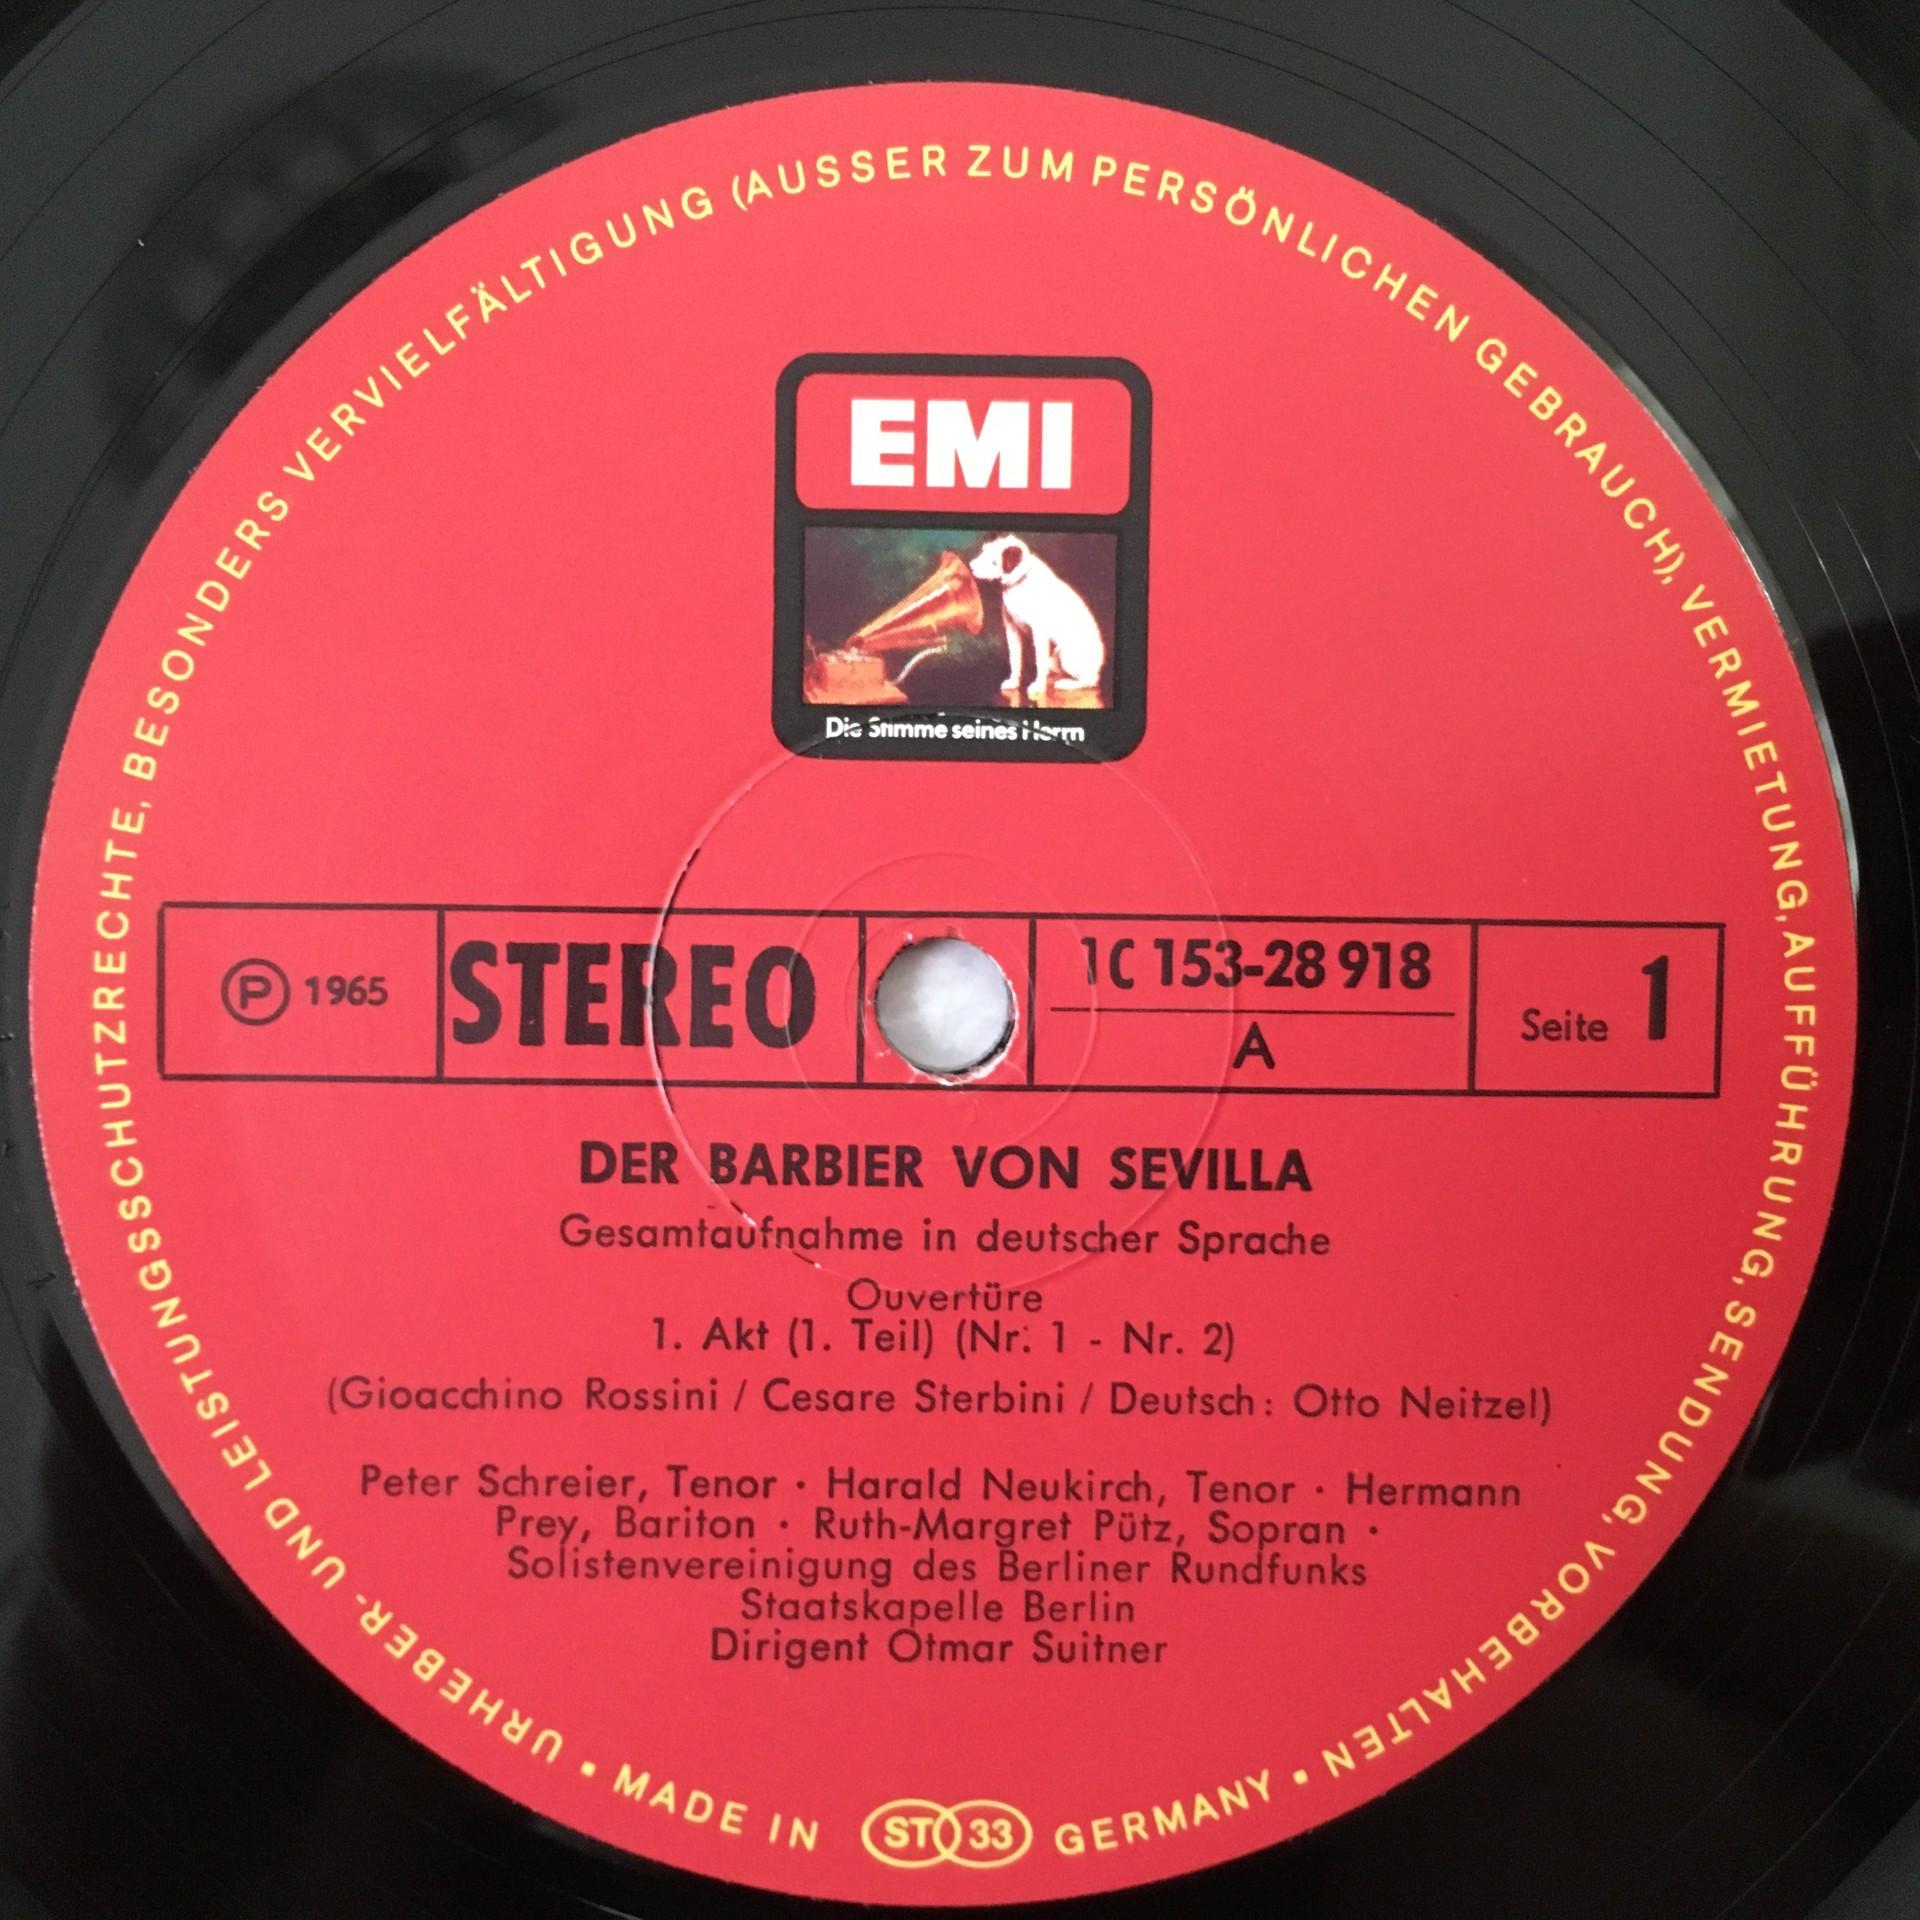 URHEBER- UND LEISTUNGSSCHUTZRECHTE, BESONDERS VERVIELFÄLTIGUNG (AUSSER ZUM PERSÖNLICHEN GEBRAUCH), VERMIETUNG, AUFFÜHRUNG, SENDUNG, VORBEHALTEN
EMI
Die Stimme seines Herrn
Ⓟ 1965
STEREO
1C 153-28 918
A
Seite 1
DER BARBIER VON SEVILLA
Gesamtaufnahme in deutscher Sprache
Ouvertüre
1. Akt (1. Teil) (Nr. 1 - Nr. 2)
(Gioacchino Rossini / Cesare Sterbini / Deutsch: Otto Neitzel)
Peter Schreier, Tenor · Harald Neukirch, Tenor · Hermann
Prey, Bariton · Ruth-Margret Pütz, Sopran ·
Solistenvereinigung des Berliner Rundfunks
Staatskapelle Berlin
Dirigent Otmar Suitner
• MADE IN ST 33 GERMANY •